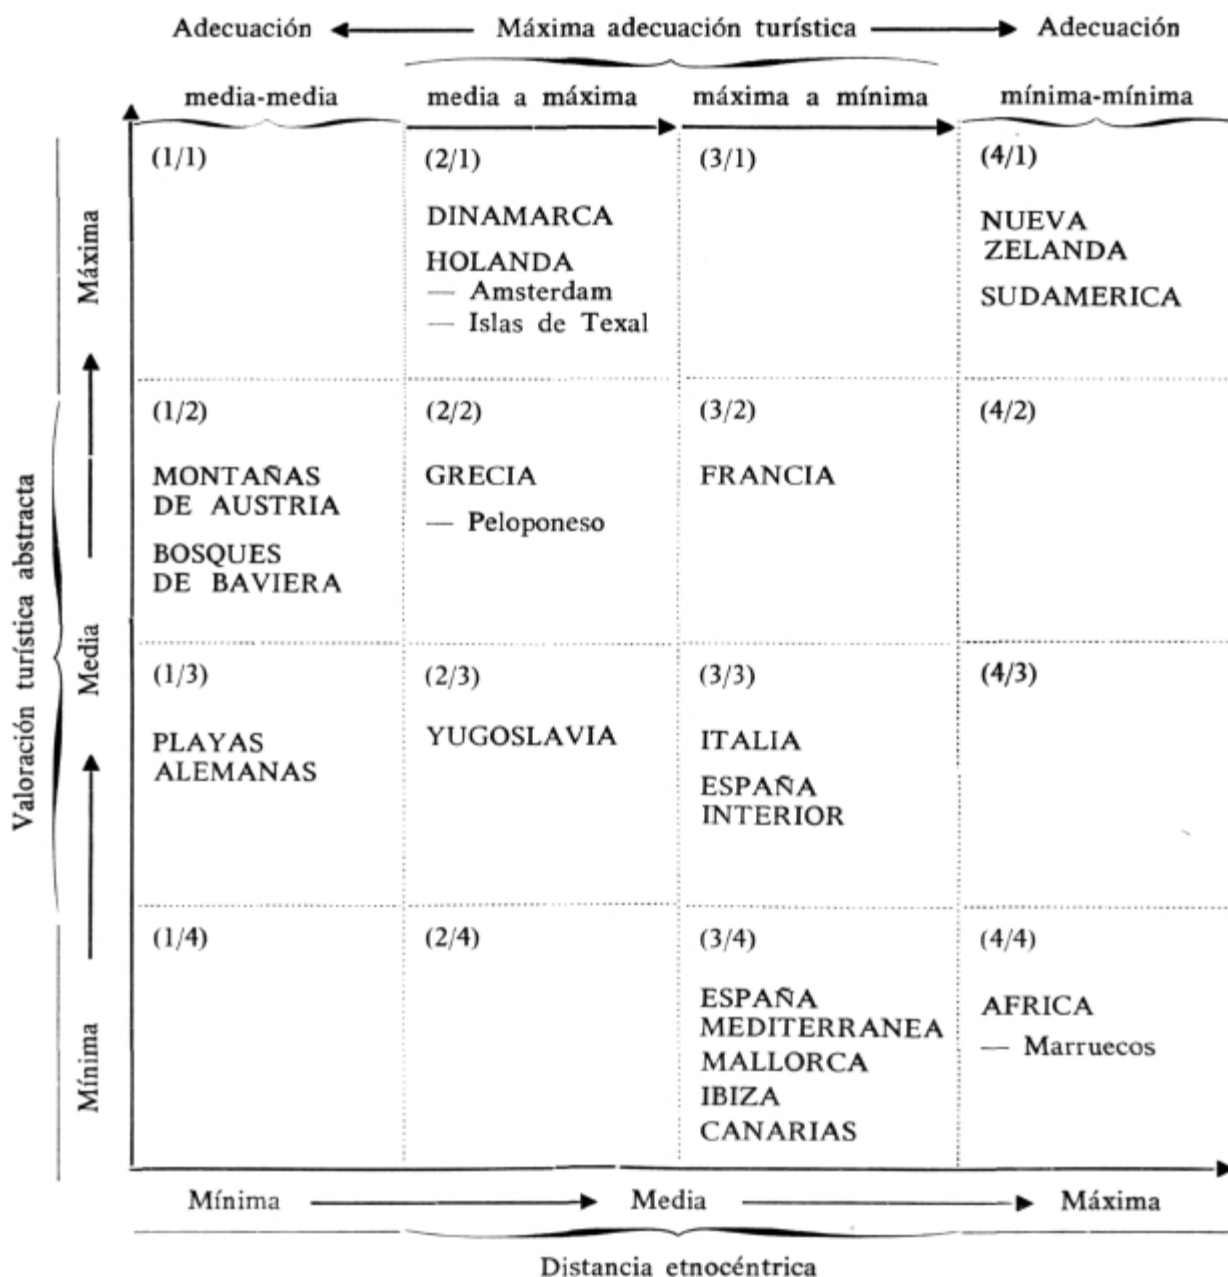 Adecuación Máxima adecuación turística Adecuación
media-media media a máxima máxima a mínima mínima-mínima
Valoración turística abstracta
Máxima
Media
Mínima
(1/1)
(2/1)
DINAMARCA
HOLANDA
— Amsterdam
— Islas de Texal
(3/1)
(4/1)
NUEVA
ZELANDA
SUDAMERICA
(1/2)
MONTAÑAS
DE AUSTRIA
BOSQUES
DE BAVIERA
(2/2)
GRECIA
— Peloponeso
(3/2)
FRANCIA
(4/2)
(1/3)
PLAYAS
ALEMANAS
(2/3)
YUGOSLAVIA
(3/3)
ITALIA
ESPAÑA
INTERIOR
(4/3)
(1/4)
(2/4)
(3/4)
ESPAÑA
MEDITERRANEA
MALLORCA
IBIZA
CANARIAS
(4/4)
AFRICA
— Marruecos
Mínima Media Máxima
Distancia etnocéntrica